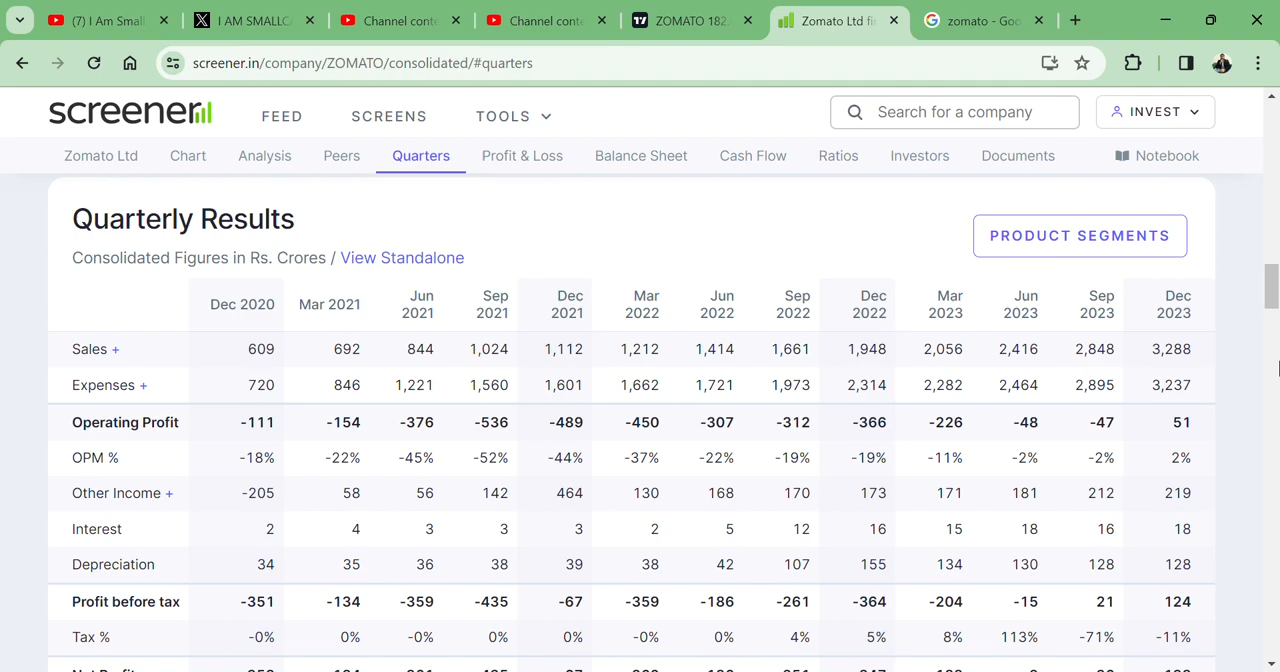 (7) I Am Small
I AM SMALLC
Channel conte
Channel conte
ZOMATO 182.
Zomato Ltd fi
zomato - Goo
screener.in/company/ZOMATO/consolidated/#quarters
screener
FEED
SCREENS
TOOLS
Search for a company
INVEST
Zomato Ltd Chart Analysis Peers Quarters Profit & Loss Balance Sheet Cash Flow Ratios Investors Documents Notebook
Quarterly Results
PRODUCT SEGMENTS
Consolidated Figures in Rs. Crores / View Standalone
Dec 2020 Mar 2021 Jun 2021 Sep 2021 Dec 2021 Mar 2022 Jun 2022 Sep 2022 Dec 2022 Mar 2023 Jun 2023 Sep 2023 Dec 2023
Sales + 609 692 844 1,024 1,112 1,212 1,414 1,661 1,948 2,056 2,416 2,848 3,288
Expenses + 720 846 1,221 1,560 1,601 1,662 1,721 1,973 2,314 2,282 2,464 2,895 3,237
Operating Profit -111 -154 -376 -536 -489 -450 -307 -312 -366 -226 -48 -47 51
OPM % -18% -22% -45% -52% -44% -37% -22% -19% -19% -11% -2% -2% 2%
Other Income + -205 58 56 142 464 130 168 170 173 171 181 212 219
Interest 2 4 3 3 3 2 5 12 16 15 18 16 18
Depreciation 34 35 36 38 39 38 42 107 155 134 130 128 128
Profit before tax -351 -134 -359 -435 -67 -359 -186 -261 -364 -204 -15 21 124
Tax % -0% 0% -0% 0% 0% -0% 0% 4% 5% 8% 113% -71% -11%